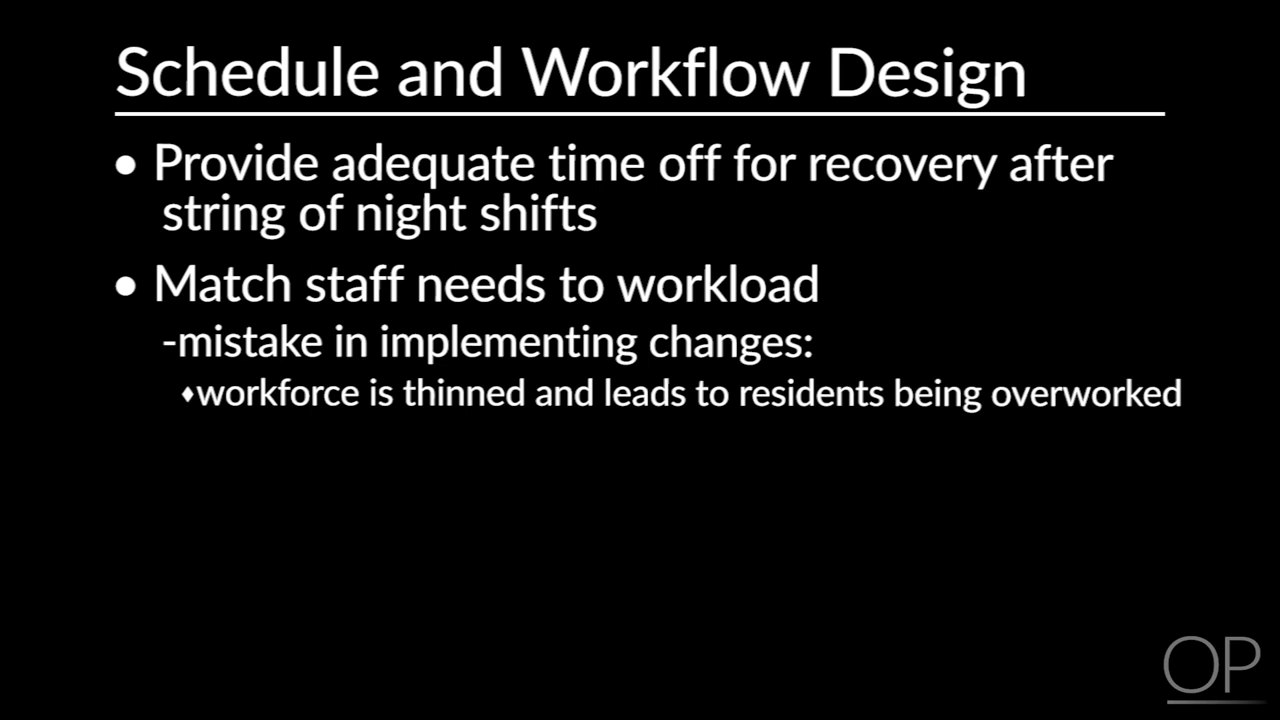 Schedule and Workflow Design
• Provide adequate time off for recovery after
string of night shifts
• Match staff needs to workload
-mistake in implementing changes:
♦workforce is thinned and leads to residents being overworked
OP